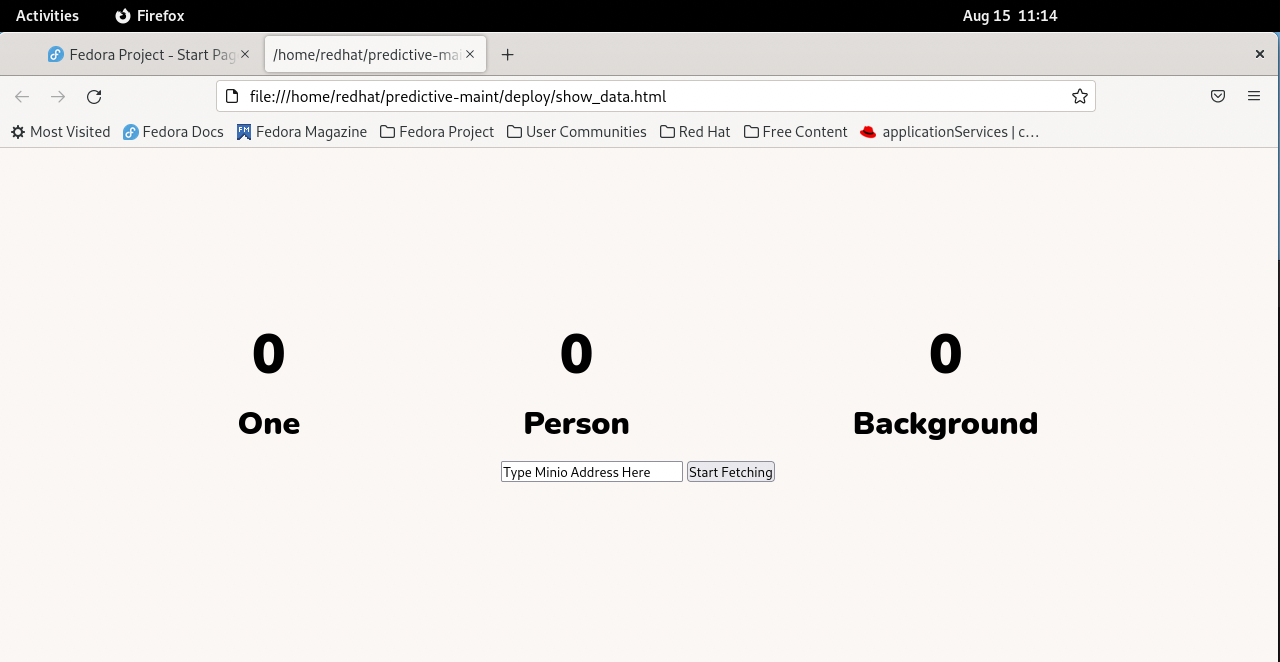 Activities Firefox Aug 15 11:14
Fedora Project - Start Pag /home/redhat/predictive-mai
file:///home/redhat/predictive-maint/deploy/show_data.html
Most Visited Fedora Docs FM Fedora Magazine Fedora Project User Communities Red Hat Free Content applicationServices | c…
0 0 0
One Person Background
Type Minio Address Here Start Fetching